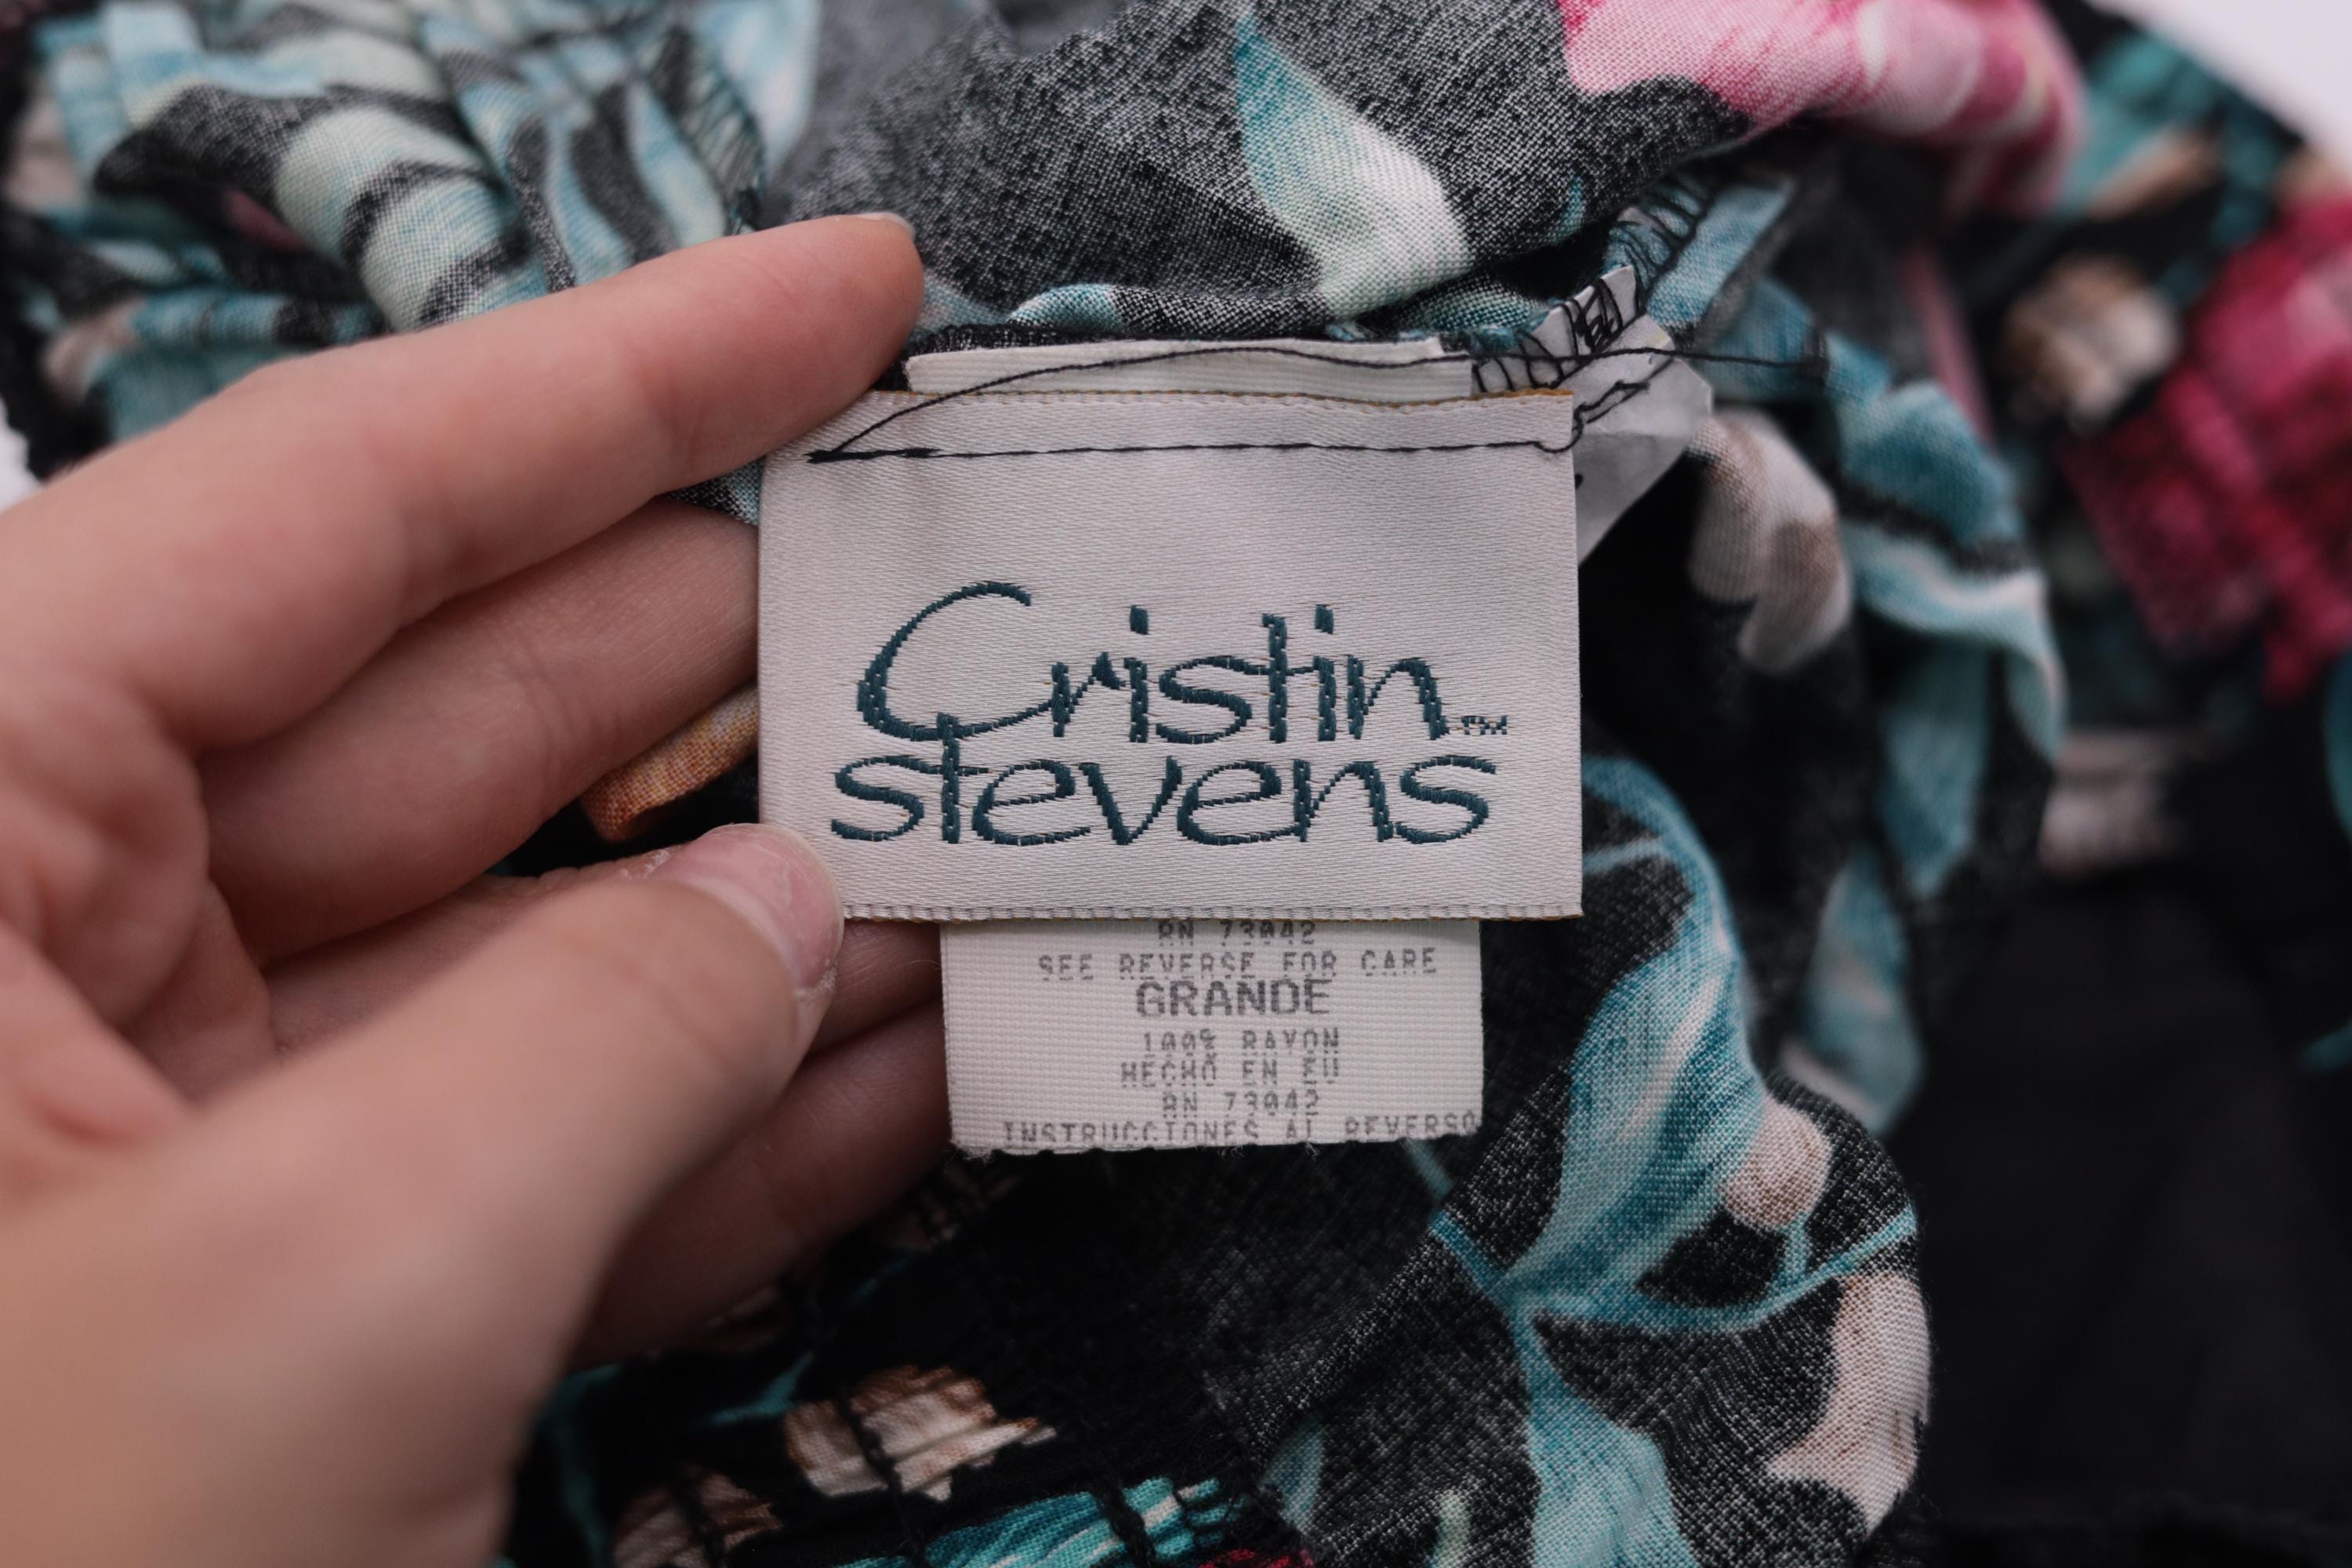 Cristin™
stevens
RN 73042
SEE REVERSE FOR CARE
GRANDE
100% RAYON
HECHO EN EU
RN 73042
INSTRUCCIONES AL REVERSO